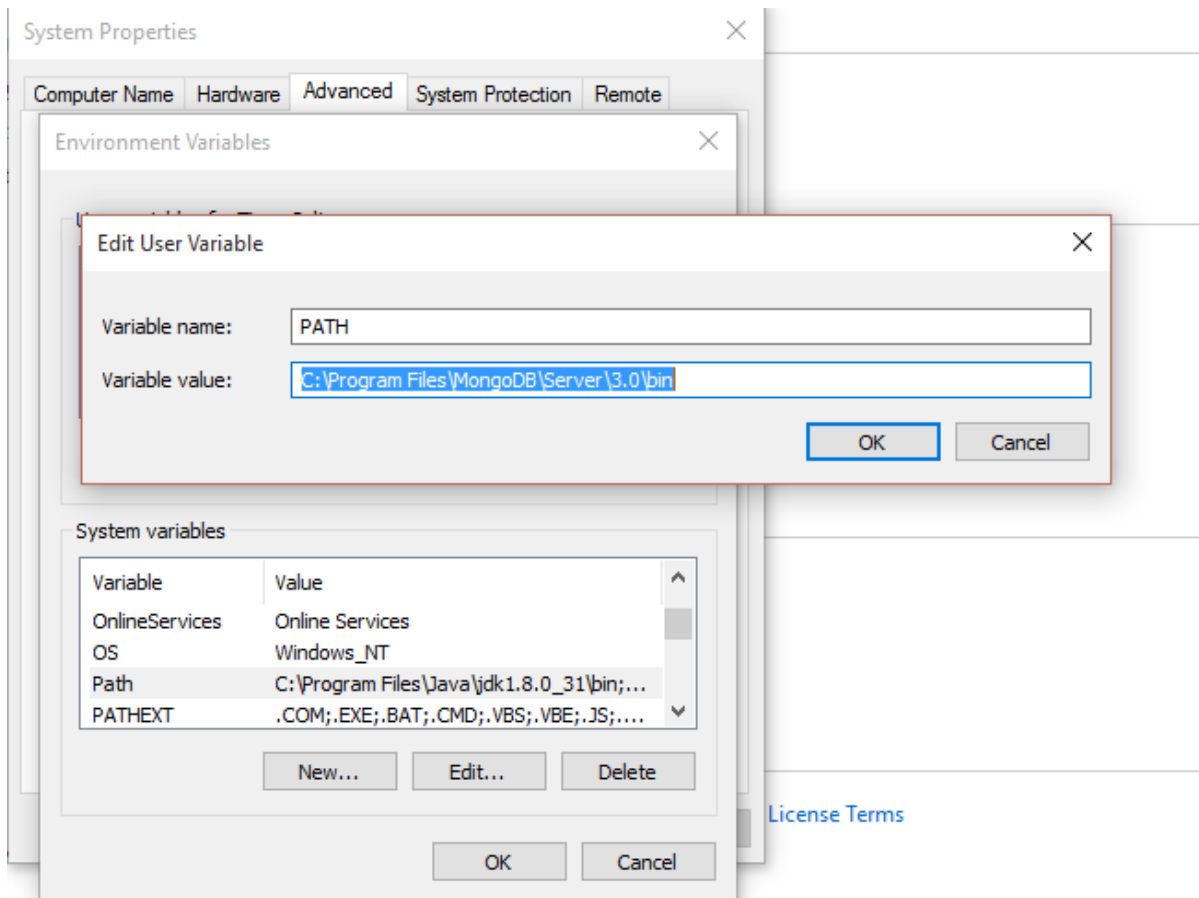 System Properties
Computer Name Hardware Advanced System Protection Remote
Environment Variables
Edit User Variable
Variable name: PATH
Variable value: C:\Program Files\MongoDB\Server\3.0\bin
OK Cancel
System variables
Variable Value
OnlineServices Online Services
OS Windows_NT
Path C:\Program Files\Java\jdk1.8.0_31\bin;...
PATHEXT .COM;.EXE;.BAT;.CMD;.VBS;.VBE;.JS;....
New... Edit... Delete
License Terms
OK Cancel